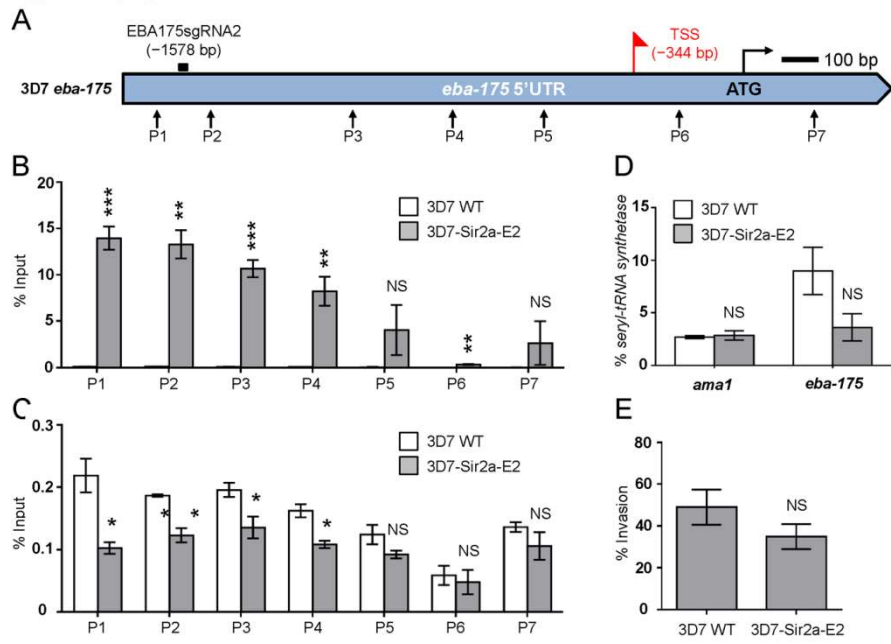 A
EBA175sgRNA2
(−1578 bp)
TSS
(−344 bp)
100 bp
3D7 eba-175
eba-175 5'UTR
ATG
P1 P2 P3 P4 P5 P6 P7
B
% Input
20
15
10
5
0
*** ** *** ** NS ** NS
3D7 WT
3D7-Sir2a-E2
P1 P2 P3 P4 P5 P6 P7
C
% Input
0.3
0.2
0.1
0
* * * * * NS NS NS
3D7 WT
3D7-Sir2a-E2
P1 P2 P3 P4 P5 P6 P7
D
% seryl-tRNA synthetase
15
10
5
0
3D7 WT
3D7-Sir2a-E2
NS NS
ama1 eba-175
E
% Invasion
80
60
40
20
0
NS
3D7 WT 3D7-Sir2a-E2